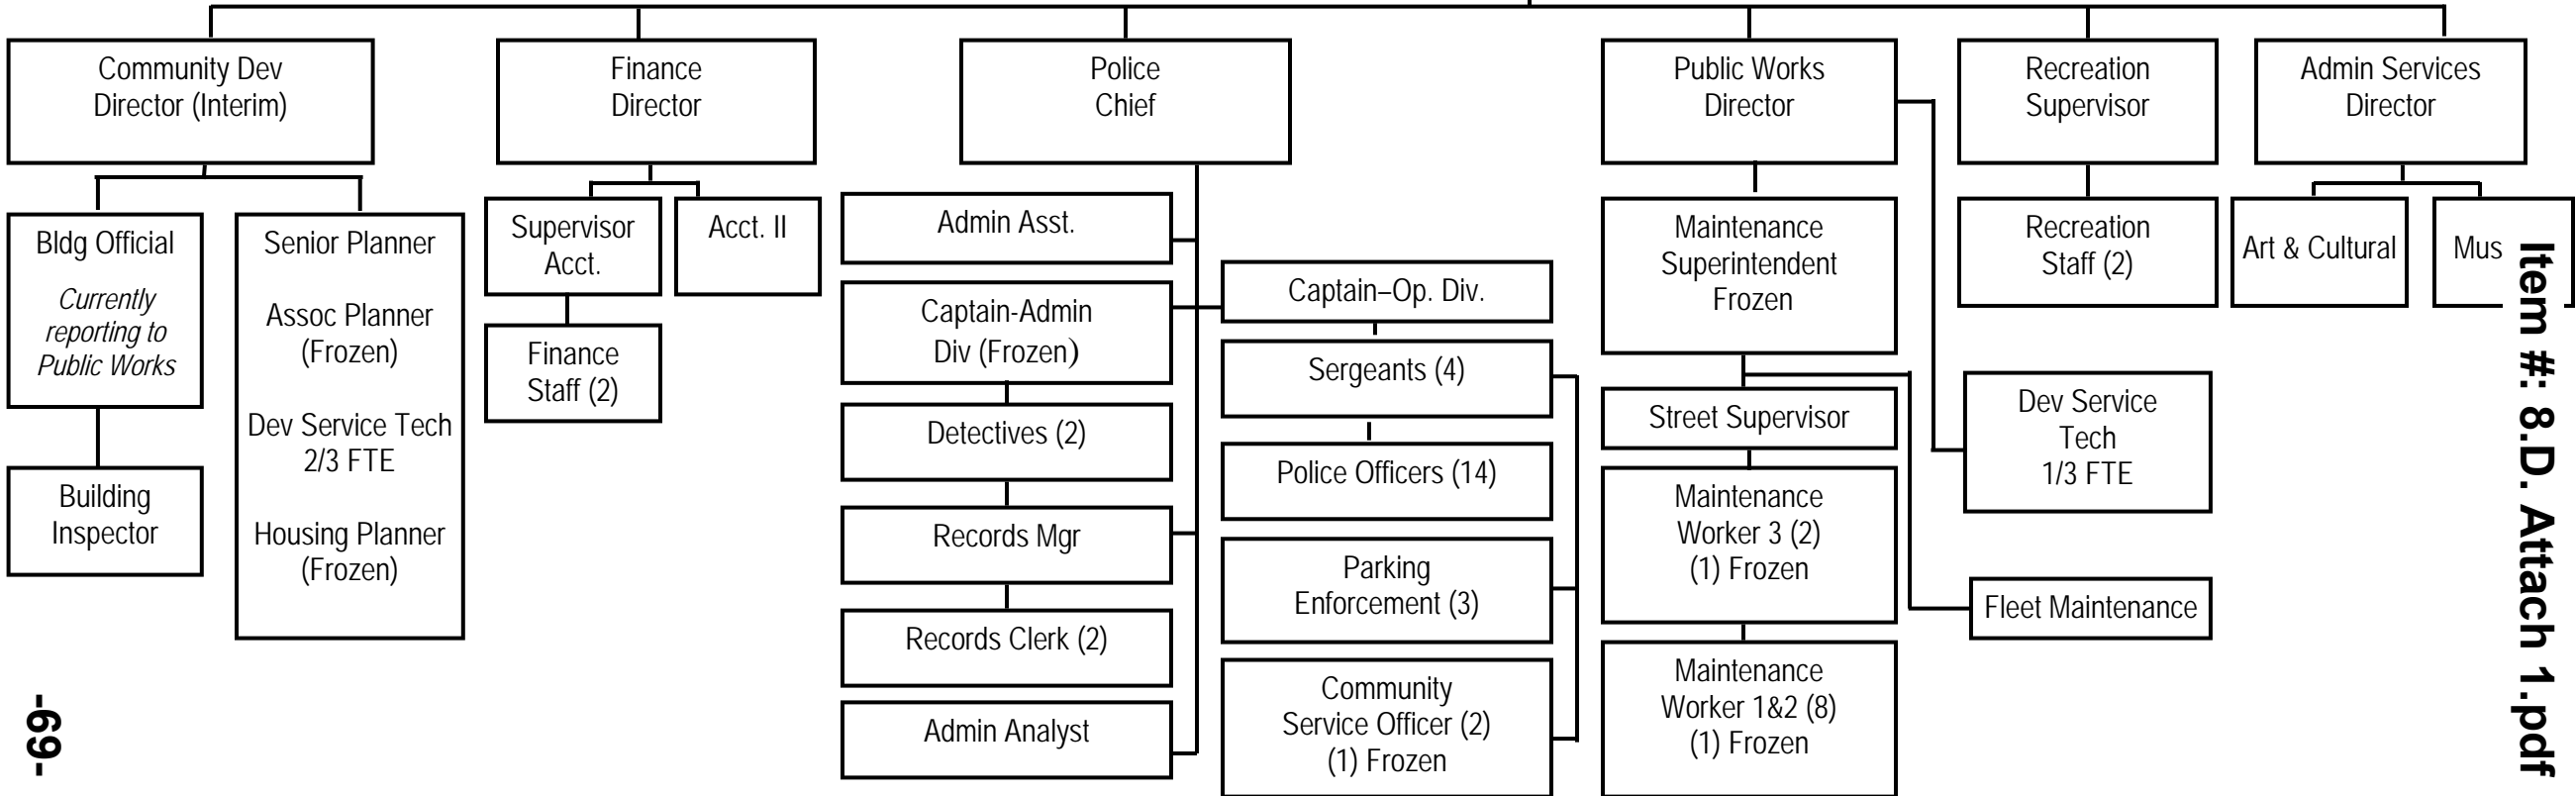 Community Dev
Director (Interim)
Finance
Director
Police
Chief
Public Works
Director
Recreation
Supervisor
Admin Services
Director
Bldg Official
Currently
reporting to
Public Works
Building
Inspector
Senior Planner
Assoc Planner
(Frozen)
Dev Service Tech
2/3 FTE
Housing Planner
(Frozen)
Supervisor
Acct.
Acct. II
Finance
Staff (2)
Admin Asst.
Captain-Admin
Div (Frozen)
Detectives (2)
Records Mgr
Records Clerk (2)
Admin Analyst
Captain–Op. Div.
Sergeants (4)
Police Officers (14)
Parking
Enforcement (3)
Community
Service Officer (2)
(1) Frozen
Maintenance
Superintendent
Frozen
Street Supervisor
Maintenance
Worker 3 (2)
(1) Frozen
Maintenance
Worker 1&2 (8)
(1) Frozen
Recreation
Staff (2)
Dev Service
Tech
1/3 FTE
Fleet Maintenance
Art & Cultural
Mus
Item #: 8.D. Attach 1.pdf
-69-